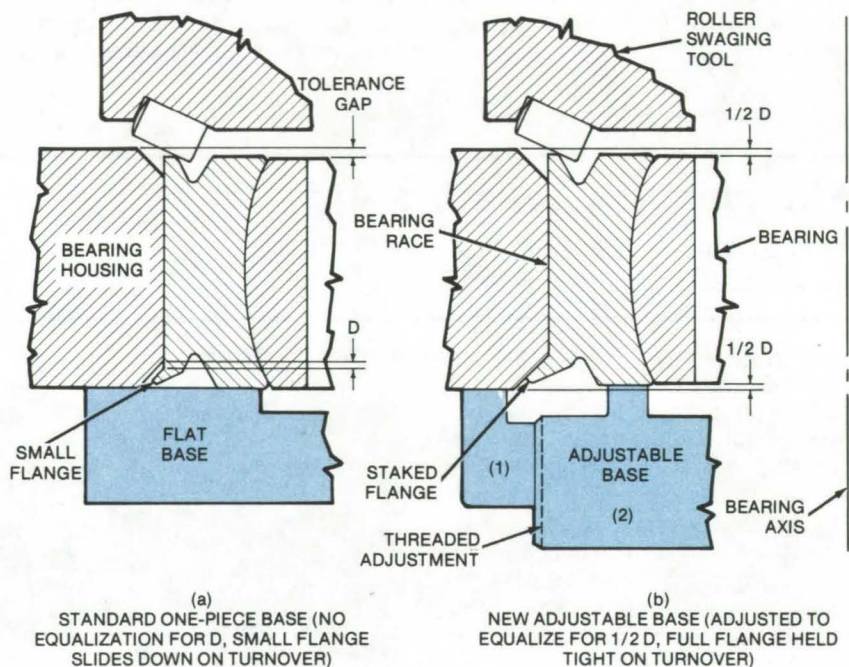 TOLERANCE
GAP
BEARING
HOUSING
D
SMALL
FLANGE
FLAT
BASE
ROLLER
SWAGING
TOOL
1/2 D
BEARING
RACE
BEARING
1/2 D
STAKED
FLANGE
(1)
ADJUSTABLE
BASE
(2)
THREADED
ADJUSTMENT
BEARING
AXIS
(a)
STANDARD ONE-PIECE BASE (NO
EQUALIZATION FOR D, SMALL FLANGE
SLIDES DOWN ON TURNOVER)
(b)
NEW ADJUSTABLE BASE (ADJUSTED TO
EQUALIZE FOR 1/2 D, FULL FLANGE HELD
TIGHT ON TURNOVER)